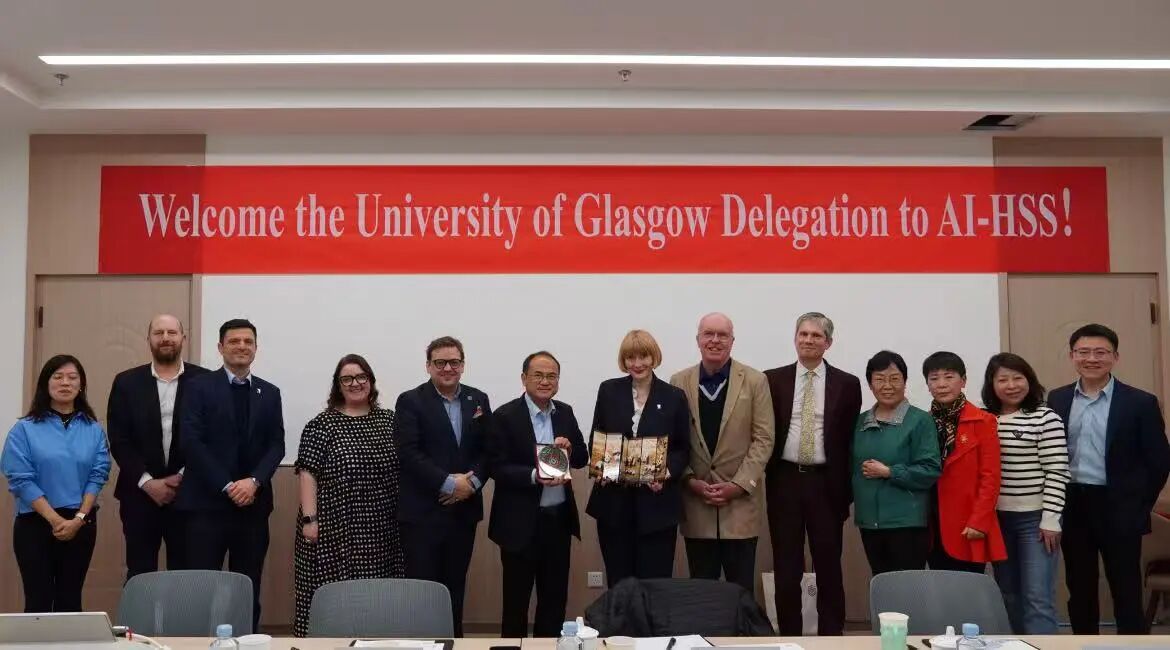 Welcome the University of Glasgow Delegation to AI-HSS!